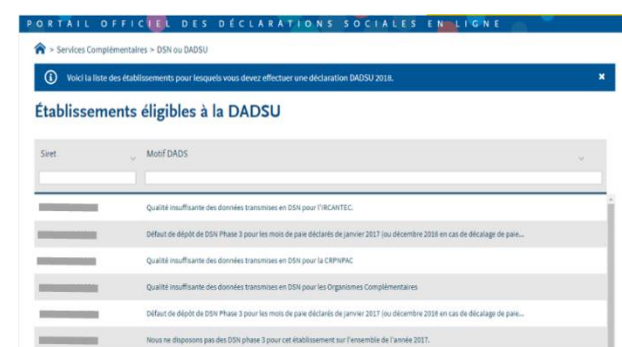 PORTAIL OFFICIEL DES DÉCLARATIONS SOCIALES EN LIGNE
> Services Complémentaires > DSN ou DADSU
Voici la liste des établissements pour lesquels vous devez effectuer une déclaration DADSU 2018.
Établissements éligibles à la DADSU
Siret Motif DADS
Qualité insuffisante des données transmises en DSN pour l'IRCANTEC.
Défaut de dépôt de DSN Phase 3 pour les mois de paie déclarés de janvier 2017 (ou décembre 2016 en cas de décalage de paie...
Qualité insuffisante des données transmises en DSN pour la CRPNPAC
Qualité insuffisante des données transmises en DSN pour les Organismes Complémentaires
Défaut de dépôt de DSN Phase 3 pour les mois de paie déclarés de janvier 2017 (ou décembre 2016 en cas de décalage de paie...
Nous ne disposons pas des DSN phase 3 pour cet établissement sur l'ensemble de l'année 2017.